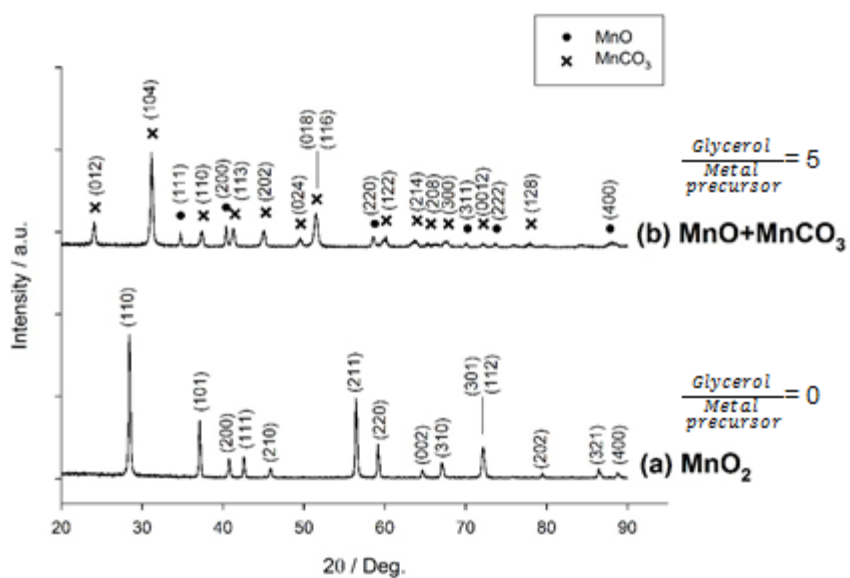 ● MnO
× MnCO₃
(012)
(104)
(111)
(110)
(200)
(113)
(202)
(024)
(018)
(116)
(220)
(122)
(214)
(208)
(300)
(311)
(0012)
(222)
(128)
(400)
Glycerol
Metal
precursor
= 5
(b) MnO+MnCO₃
Intensity / a.u.
(110)
(101)
(200)
(111)
(210)
(211)
(220)
(002)
(310)
(301)
(112)
(202)
(321)
(400)
Glycerol
Metal
precursor
= 0
(a) MnO₂
20 30 40 50 60 70 80 90
2θ / Deg.